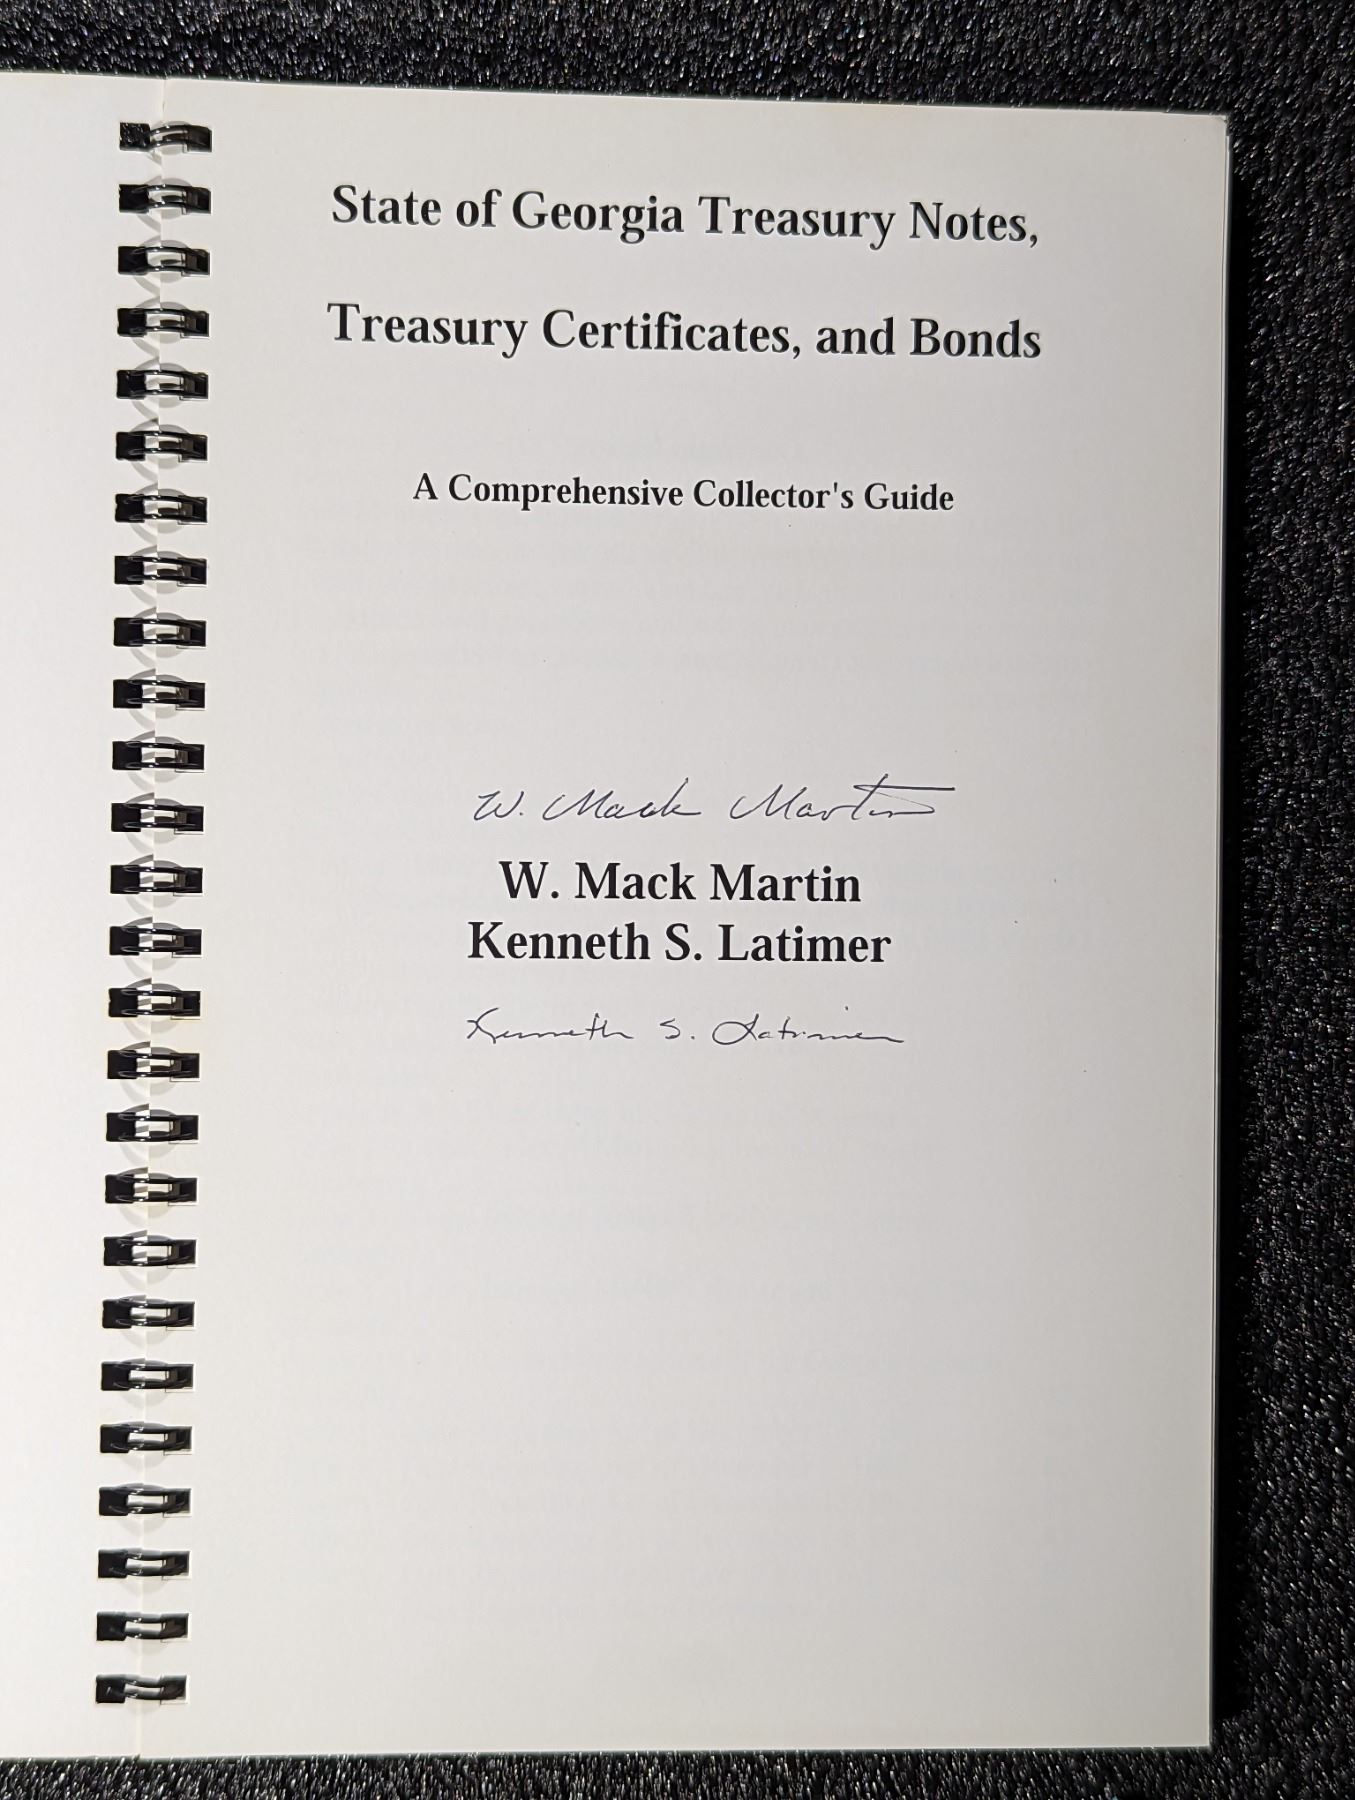 State of Georgia Treasury Notes,
Treasury Certificates, and Bonds
A Comprehensive Collector's Guide
W. Mack Martin
W. Mack Martin
Kenneth S. Latimer
Kenneth S. Latimer